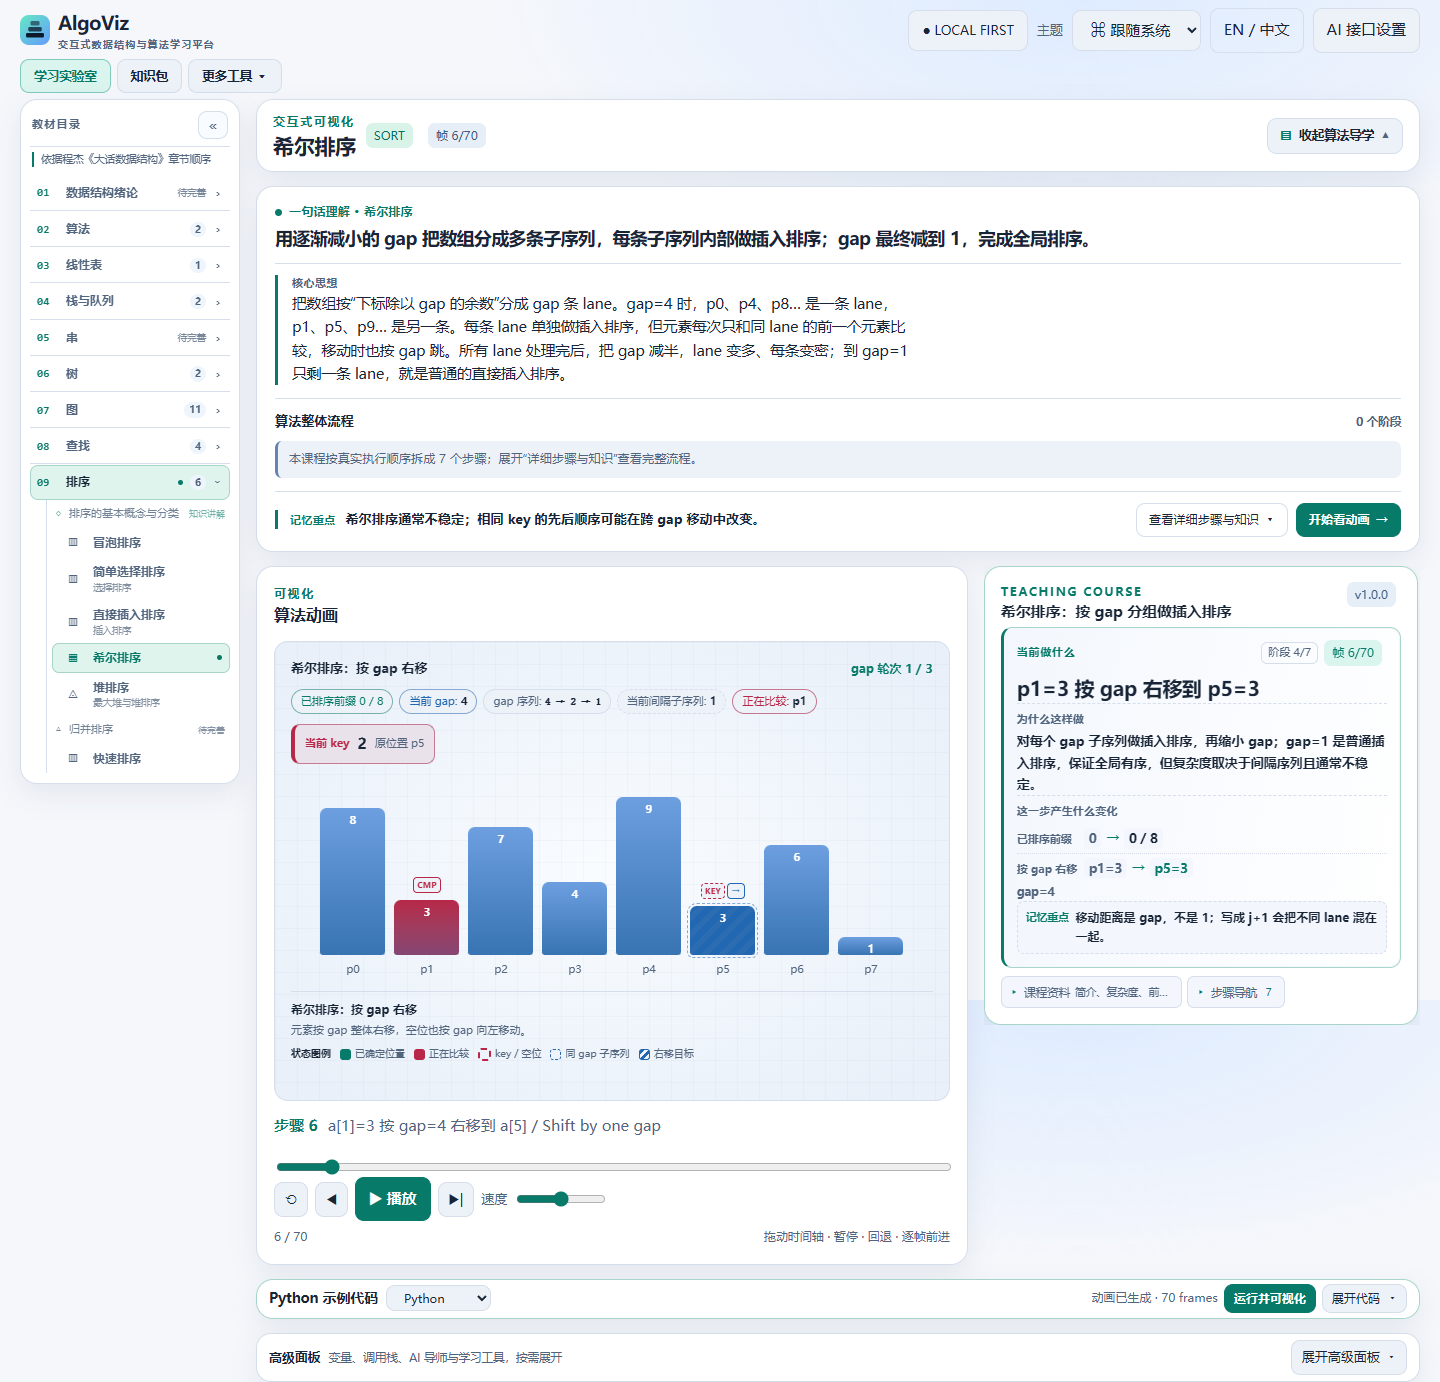 AlgoViz
交互式数据结构与算法学习平台
● LOCAL FIRST
主题
⌘ 跟随系统
EN / 中文
AI 接口设置
学习实验室
知识包
更多工具 ▾
教材目录
«
依据程杰《大话数据结构》章节顺序
01 数据结构绪论 待完善 ›
02 算法 2 ›
03 线性表 1 ›
04 栈与队列 2 ›
05 串 待完善 ›
06 树 2 ›
07 图 11 ›
08 查找 4 ›
09 排序 6
排序的基本概念与分类 知识讲解
冒泡排序
简单选择排序
选择排序
直接插入排序
插入排序
希尔排序
堆排序
最大堆与堆排序
归并排序 待完善
快速排序
交互式可视化
希尔排序
SORT
帧 6/70
收起算法导学 ▲
一句话理解 • 希尔排序
用逐渐减小的 gap 把数组分成多条子序列，每条子序列内部做插入排序；gap 最终减到 1，完成全局排序。
核心思想
把数组按“下标除以 gap 的余数”分成 gap 条 lane。gap=4 时，p0、p4、p8… 是一条 lane，
p1、p5、p9… 是另一条。每条 lane 单独做插入排序，但元素每次只和同 lane 的前一个元素比
较，移动时也按 gap 跳。所有 lane 处理完后，把 gap 减半，lane 变多、每条变密；到 gap=1
只剩一条 lane，就是普通的直接插入排序。
算法整体流程
0 个阶段
本课程按真实执行顺序拆成 7 个步骤；展开“详细步骤与知识”查看完整流程。
记忆重点 希尔排序通常不稳定；相同 key 的先后顺序可能在跨 gap 移动中改变。
查看详细步骤与知识 ▾
开始看动画 →
可视化
算法动画
希尔排序：按 gap 右移
gap 轮次 1 / 3
已排序前缀 0 / 8
当前 gap: 4
gap 序列: 4 → 2 → 1
当前间隔子序列: 1
正在比较: p1
当前 key 2 原位置 p5
8 3 7 4 9 3 6 1
CMP
KEY →
p0 p1 p2 p3 p4 p5 p6 p7
希尔排序：按 gap 右移
元素按 gap 整体右移，空位也按 gap 向左移动。
状态图例 已确定位置 正在比较 key / 空位 同 gap 子序列 右移目标
步骤 6 a[1]=3 按 gap=4 右移到 a[5] / Shift by one gap
▶ 播放
速度
6 / 70
拖动时间轴 · 暂停 · 回退 · 逐帧前进
TEACHING COURSE
v1.0.0
希尔排序：按 gap 分组做插入排序
当前做什么
阶段 4/7
帧 6/70
p1=3 按 gap 右移到 p5=3
为什么这样做
对每个 gap 子序列做插入排序，再缩小 gap；gap=1 是普通插
入排序，保证全局有序，但复杂度取决于间隔序列且通常不稳
定。
这一步产生什么变化
已排序前缀 0 → 0 / 8
按 gap 右移 p1=3 → p5=3
gap=4
记忆重点 移动距离是 gap，不是 1；写成 j+1 会把不同 lane 混在
一起。
▸ 课程资料 简介、复杂度、前...
▸ 步骤导航 7
Python 示例代码
Python
动画已生成 · 70 frames
运行并可视化
展开代码
高级面板 变量、调用栈、AI 导师与学习工具，按需展开
展开高级面板